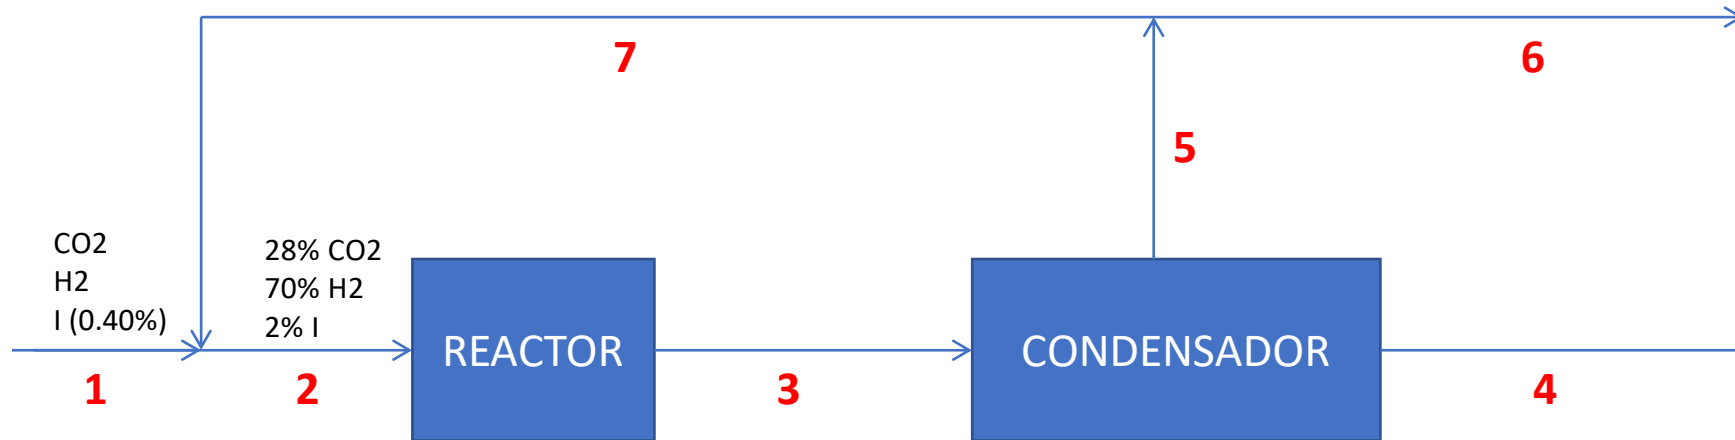 7
6
5
CO2
H2
I (0.40%)
28% CO2
70% H2
2% I
REACTOR
CONDENSADOR
1
2
3
4